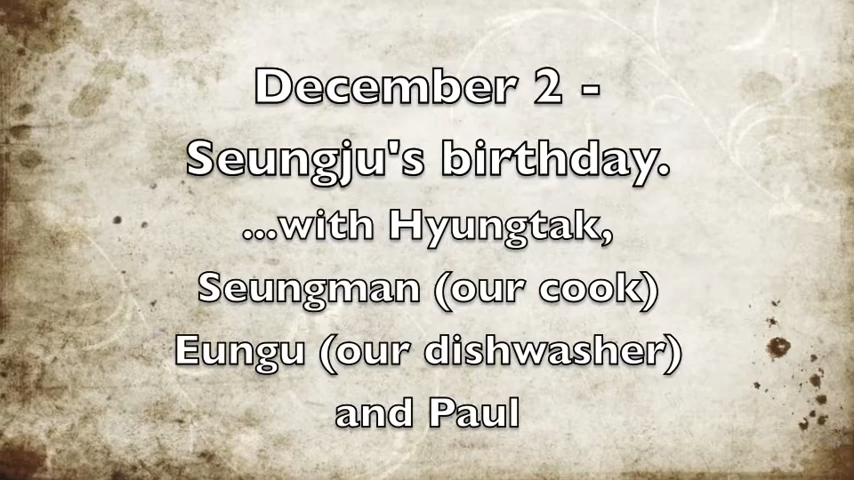 December 2 -
Seungju's birthday.
...with Hyungtak,
Seungman (our cook)
Eungu (our dishwasher)
and Paul